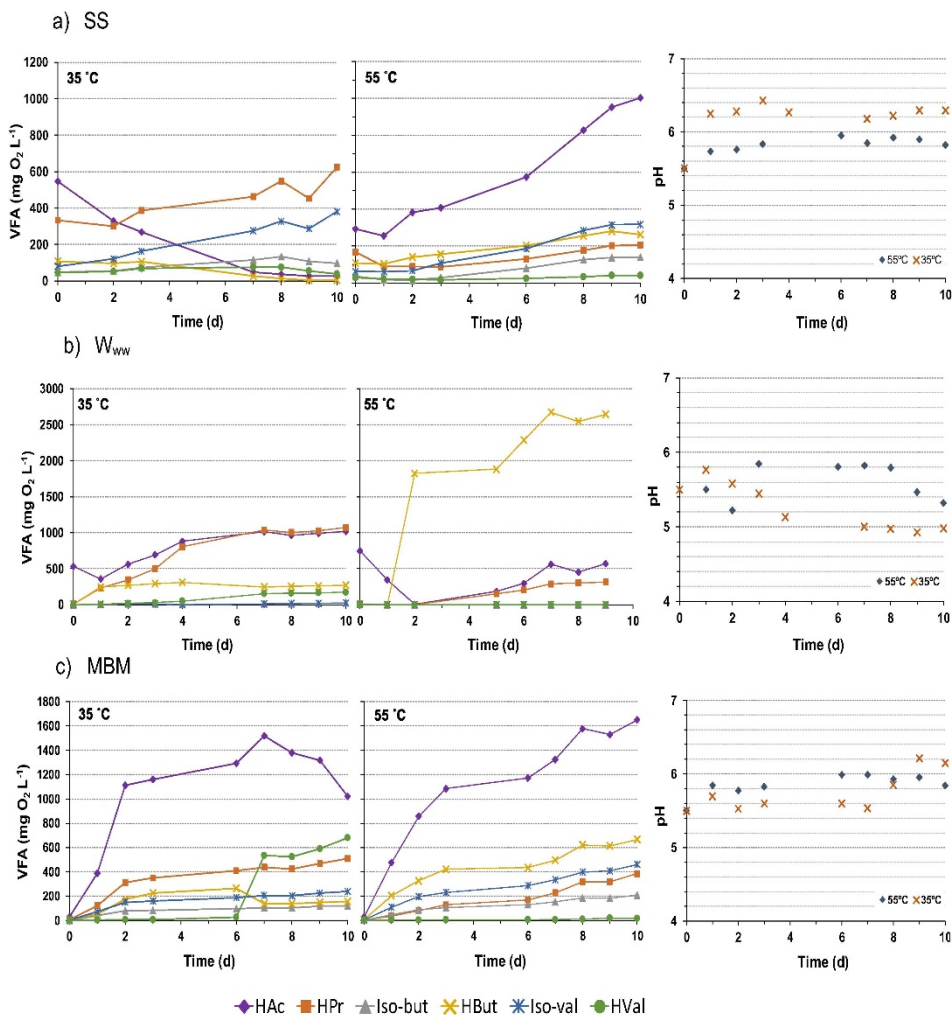 a) SS
35 °C
55 °C
VFA (mg O2 L-1)
1200
1000
800
600
400
200
0
0 2 4 6 8 10
Time (d)
0 2 4 6 8 10
Time (d)
pH
7
6
5
4
0 2 4 6 8 10
Time (d)
55ºC 35ºC
b) Www
35 °C
55 °C
VFA (mg O2 L-1)
3000
2500
2000
1500
1000
500
0
0 2 4 6 8 10
Time (d)
0 2 4 6 8 10
Time (d)
pH
7
6
5
4
0 2 4 6 8 10
Time (d)
55ºC 35ºC
c) MBM
35 °C
55 °C
VFA (mg O2 L-1)
1800
1600
1400
1200
1000
800
600
400
200
0
0 2 4 6 8 10
Time (d)
0 2 4 6 8 10
Time (d)
pH
7
6
5
4
0 2 4 6 8 10
Time (d)
55ºC 35ºC
HAc HPr Iso-but HBut Iso-val HVal